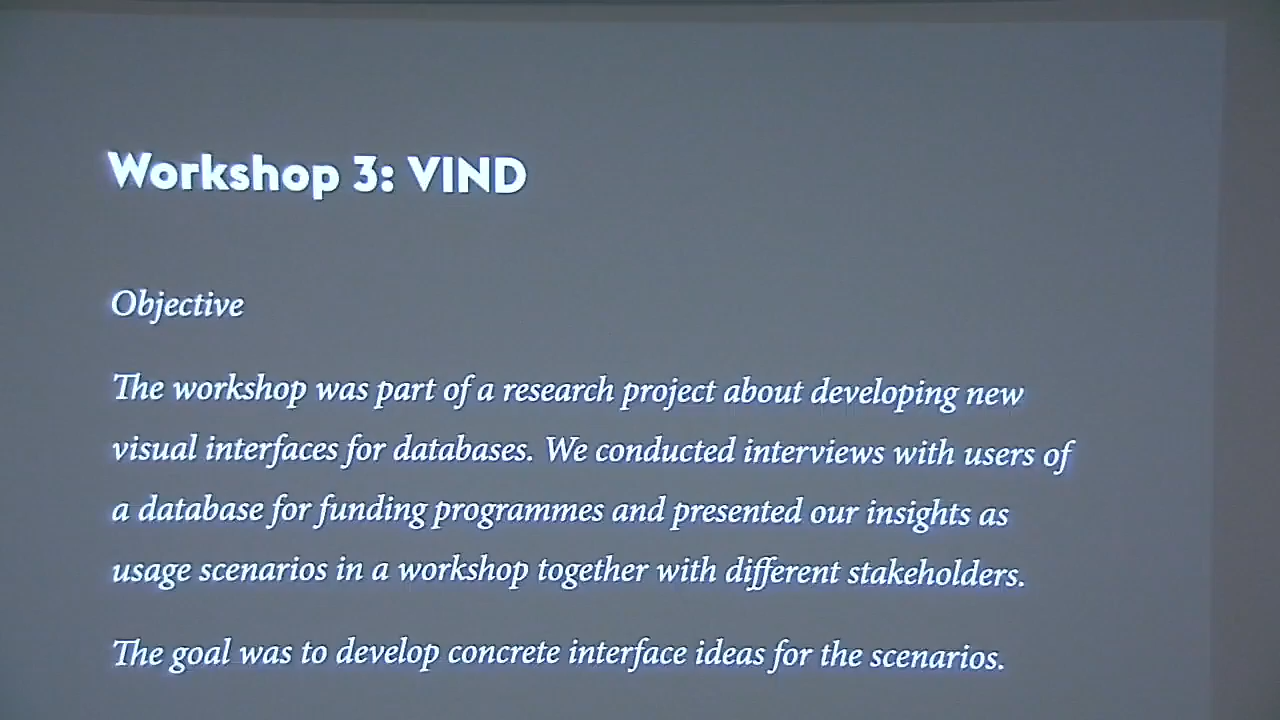 Workshop 3: VIND
Objective
The workshop was part of a research project about developing new
visual interfaces for databases. We conducted interviews with users of
a database for funding programmes and presented our insights as
usage scenarios in a workshop together with different stakeholders.
The goal was to develop concrete interface ideas for the scenarios.